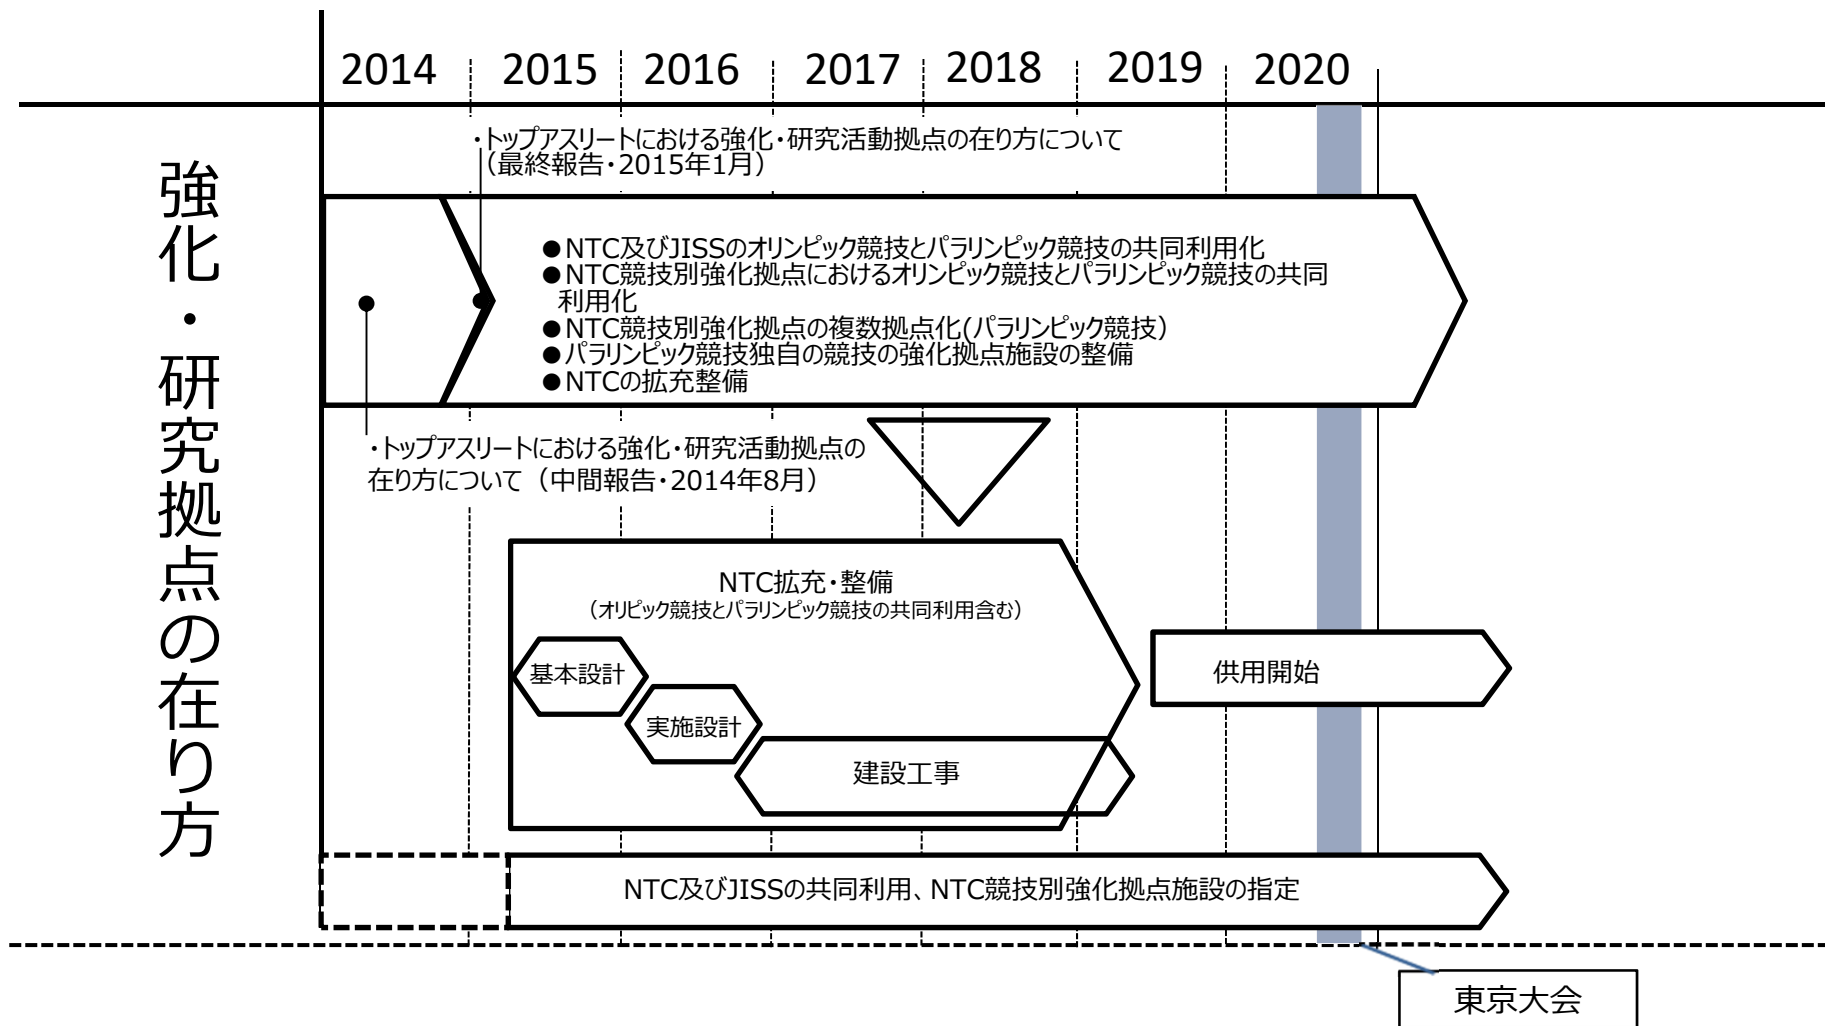 2014 2015 2016 2017 2018 2019 2020
強化・研究拠点の在り方
・トップアスリートにおける強化・研究活動拠点の在り方について
（最終報告・2015年1月）
●NTC及びJISSのオリンピック競技とパラリンピック競技の共同利用化
●NTC競技別強化拠点におけるオリンピック競技とパラリンピック競技の共同
利用化
●NTC競技別強化拠点の複数拠点化(パラリンピック競技）
●パラリンピック競技独自の競技の強化拠点施設の整備
●NTCの拡充整備
・トップアスリートにおける強化・研究活動拠点の
在り方について（中間報告・2014年8月）
NTC拡充・整備
（オリピック競技とパラリンピック競技の共同利用含む）
基本設計
実施設計
建設工事
供用開始
NTC及びJISSの共同利用、NTC競技別強化拠点施設の指定
東京大会